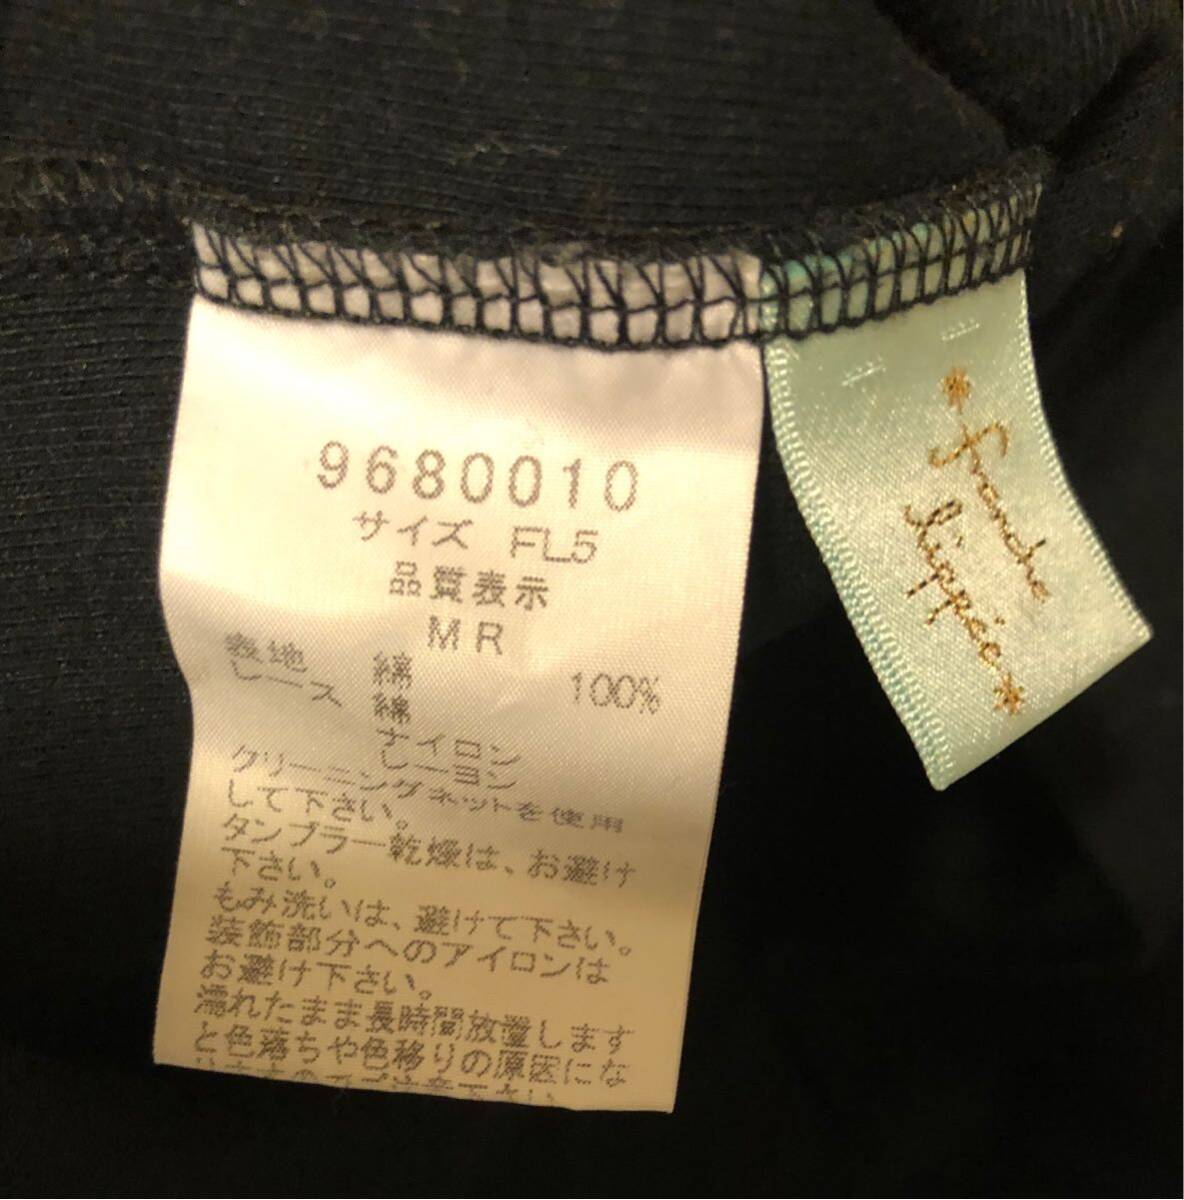 9680010
サイズ FL5
品質表示
MR
表地 綿 100%
レース 綿
ナイロン
レーヨン
クリーニングネットを使用
して下さい。
タンブラー乾燥は、お避け
下さい。
もみ洗いは、避けて下さい。
装飾部分へのアイロンは
お避け下さい。
濡れたまま長時間放置します
と色落ちや色移りの原因にな
franche
lippée